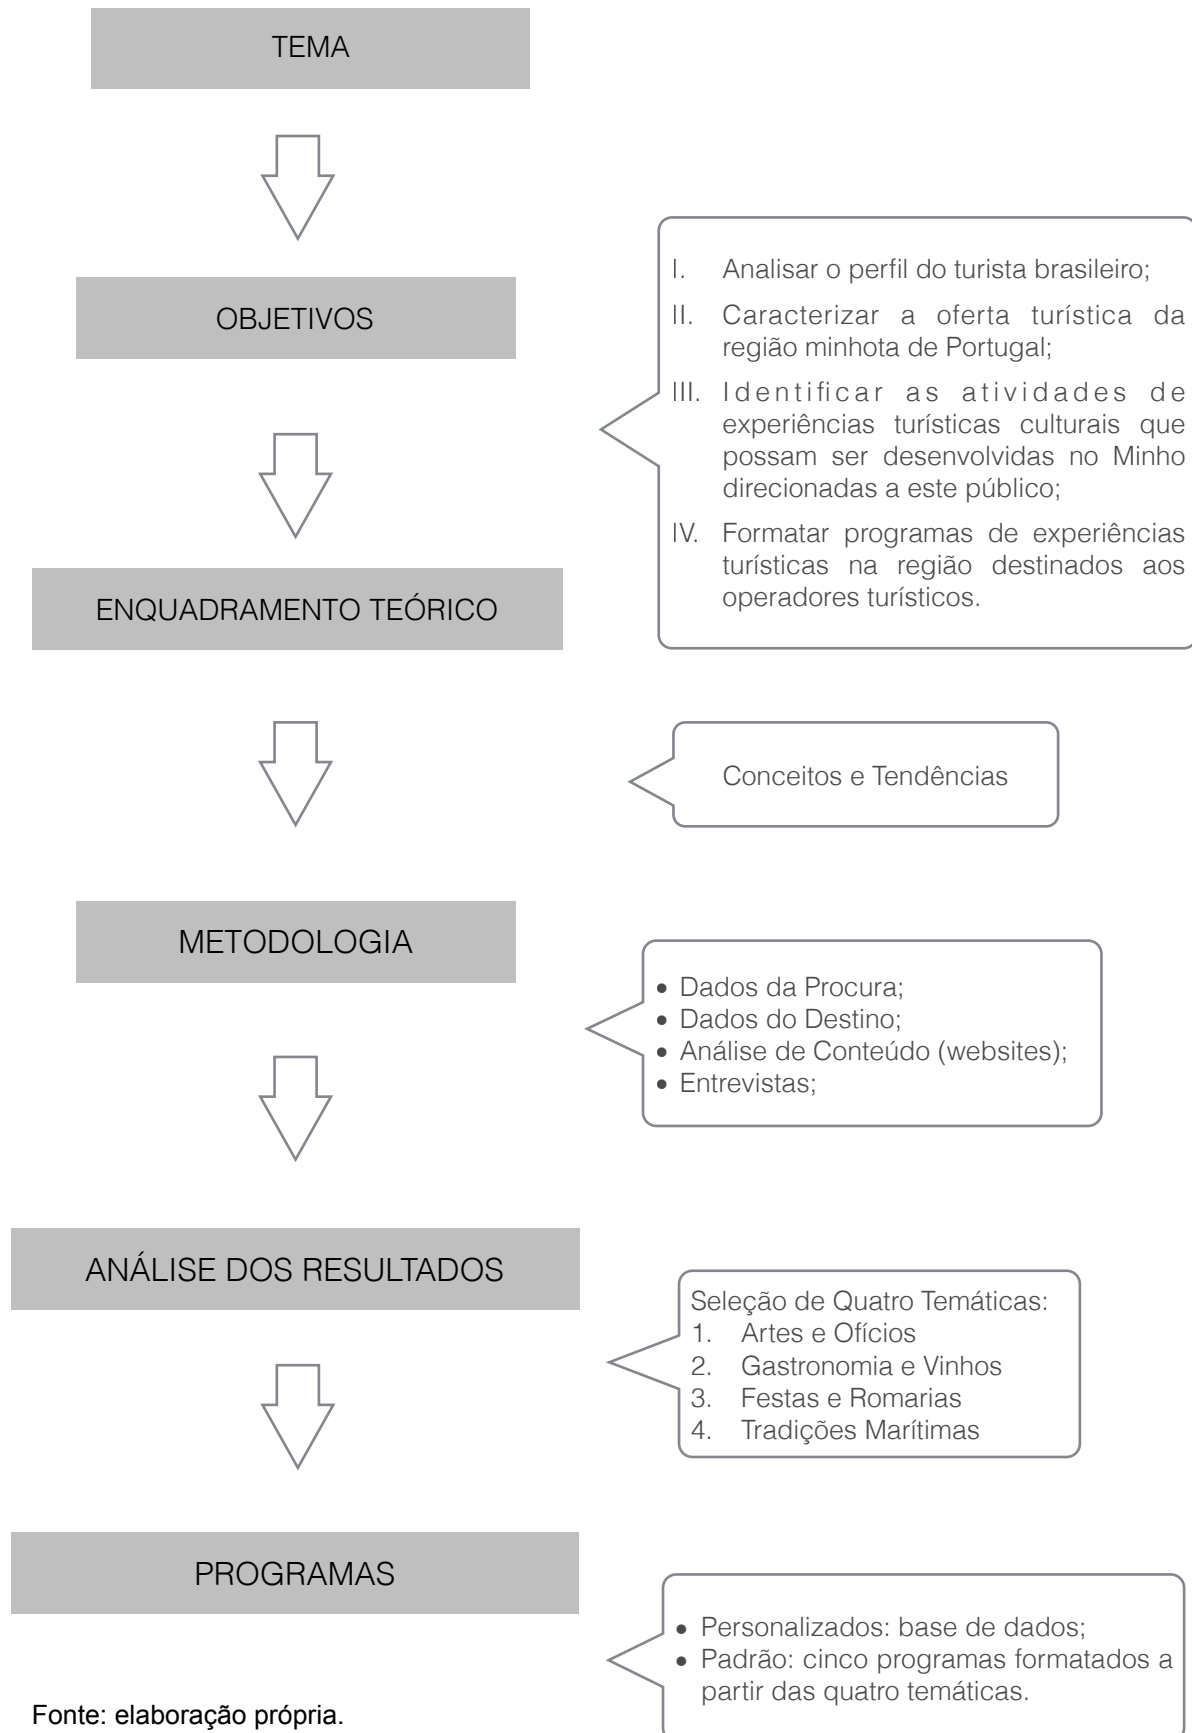 TEMA
OBJETIVOS
I. Analisar o perfil do turista brasileiro;
II. Caracterizar a oferta turística da
região minhota de Portugal;
III. Identificar as atividades de
experiências turísticas culturais que
possam ser desenvolvidas no Minho
direcionadas a este público;
IV. Formatar programas de experiências
turísticas na região destinados aos
operadores turísticos.
ENQUADRAMENTO TEÓRICO
Conceitos e Tendências
METODOLOGIA
• Dados da Procura;
• Dados do Destino;
• Análise de Conteúdo (websites);
• Entrevistas;
ANÁLISE DOS RESULTADOS
Seleção de Quatro Temáticas:
1. Artes e Ofícios
2. Gastronomia e Vinhos
3. Festas e Romarias
4. Tradições Marítimas
PROGRAMAS
• Personalizados: base de dados;
• Padrão: cinco programas formatados a
partir das quatro temáticas.
Fonte: elaboração própria.